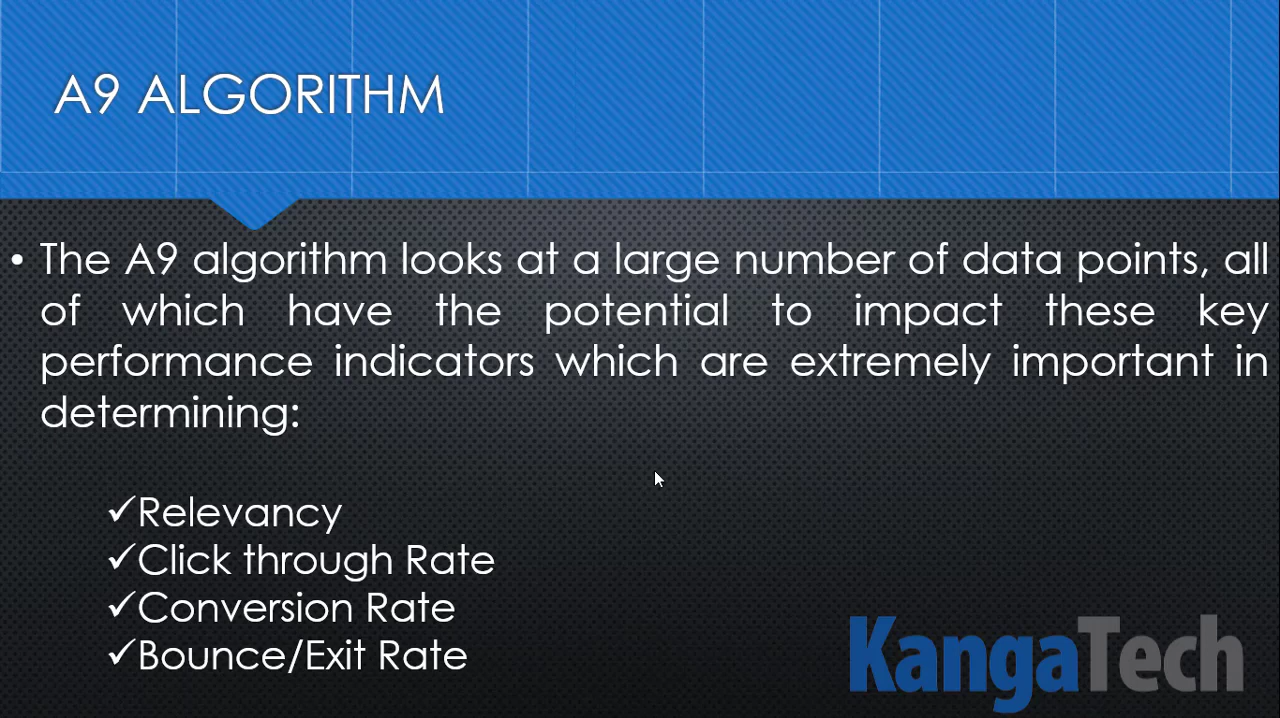 A9 ALGORITHM
• The A9 algorithm looks at a large number of data points, all
of which have the potential to impact these key
performance indicators which are extremely important in
determining:
✓Relevancy
✓Click through Rate
✓Conversion Rate
✓Bounce/Exit Rate
KangaTech